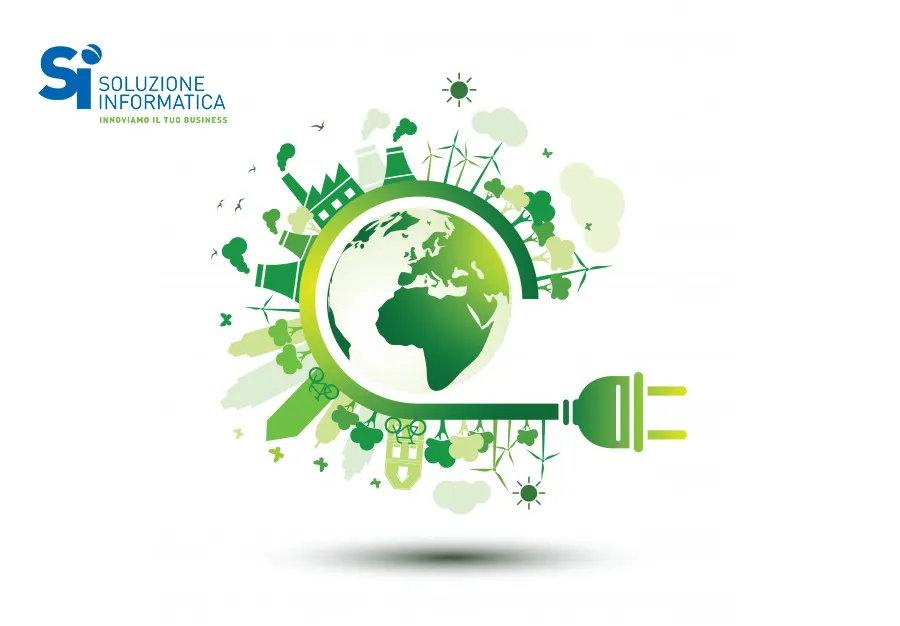 Si
SOLUZIONE
INFORMATICA
INNOVIAMO IL TUO BUSINESS